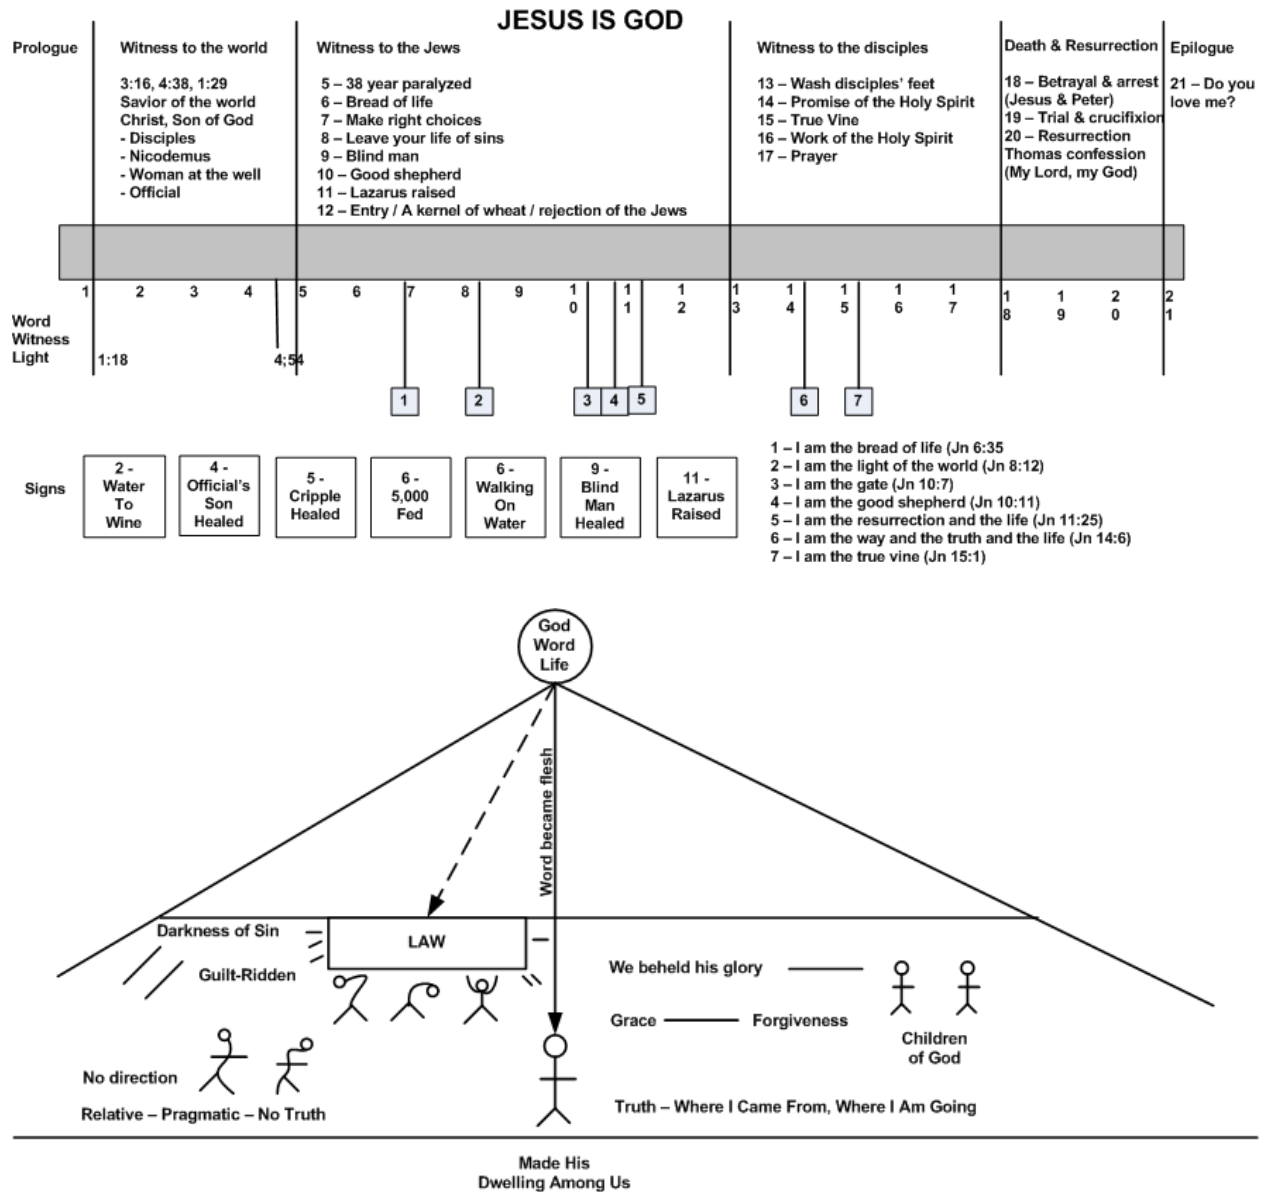 JESUS IS GOD
Prologue
Witness to the world
3:16, 4:38, 1:29
Savior of the world
Christ, Son of God
- Disciples
- Nicodemus
- Woman at the well
- Official
Witness to the Jews
5 – 38 year paralyzed
6 – Bread of life
7 – Make right choices
8 – Leave your life of sins
9 – Blind man
10 – Good shepherd
11 – Lazarus raised
12 – Entry / A kernel of wheat / rejection of the Jews
Witness to the disciples
13 – Wash disciples' feet
14 – Promise of the Holy Spirit
15 – True Vine
16 – Work of the Holy Spirit
17 – Prayer
Death & Resurrection
18 – Betrayal & arrest
(Jesus & Peter)
19 – Trial & crucifixion
20 – Resurrection
Thomas confession
(My Lord, my God)
Epilogue
21 – Do you
love me?
1 2 3 4 5 6 7 8 9 10 11 12 13 14 15 16 17 18 19 20 21
Word
Witness
Light
1:18
4;54
1 2 3 4 5 6 7
Signs
2 -
Water
To
Wine
4 -
Official's
Son
Healed
5 -
Cripple
Healed
6 -
5,000
Fed
6 -
Walking
On
Water
9 -
Blind
Man
Healed
11 -
Lazarus
Raised
1 – I am the bread of life (Jn 6:35
2 – I am the light of the world (Jn 8:12)
3 – I am the gate (Jn 10:7)
4 – I am the good shepherd (Jn 10:11)
5 – I am the resurrection and the life (Jn 11:25)
6 – I am the way and the truth and the life (Jn 14:6)
7 – I am the true vine (Jn 15:1)
God
Word
Life
Word became flesh
Darkness of Sin
LAW
Guilt-Ridden
We beheld his glory
Grace
Forgiveness
Children
of God
No direction
Relative – Pragmatic – No Truth
Truth – Where I Came From, Where I Am Going
Made His
Dwelling Among Us